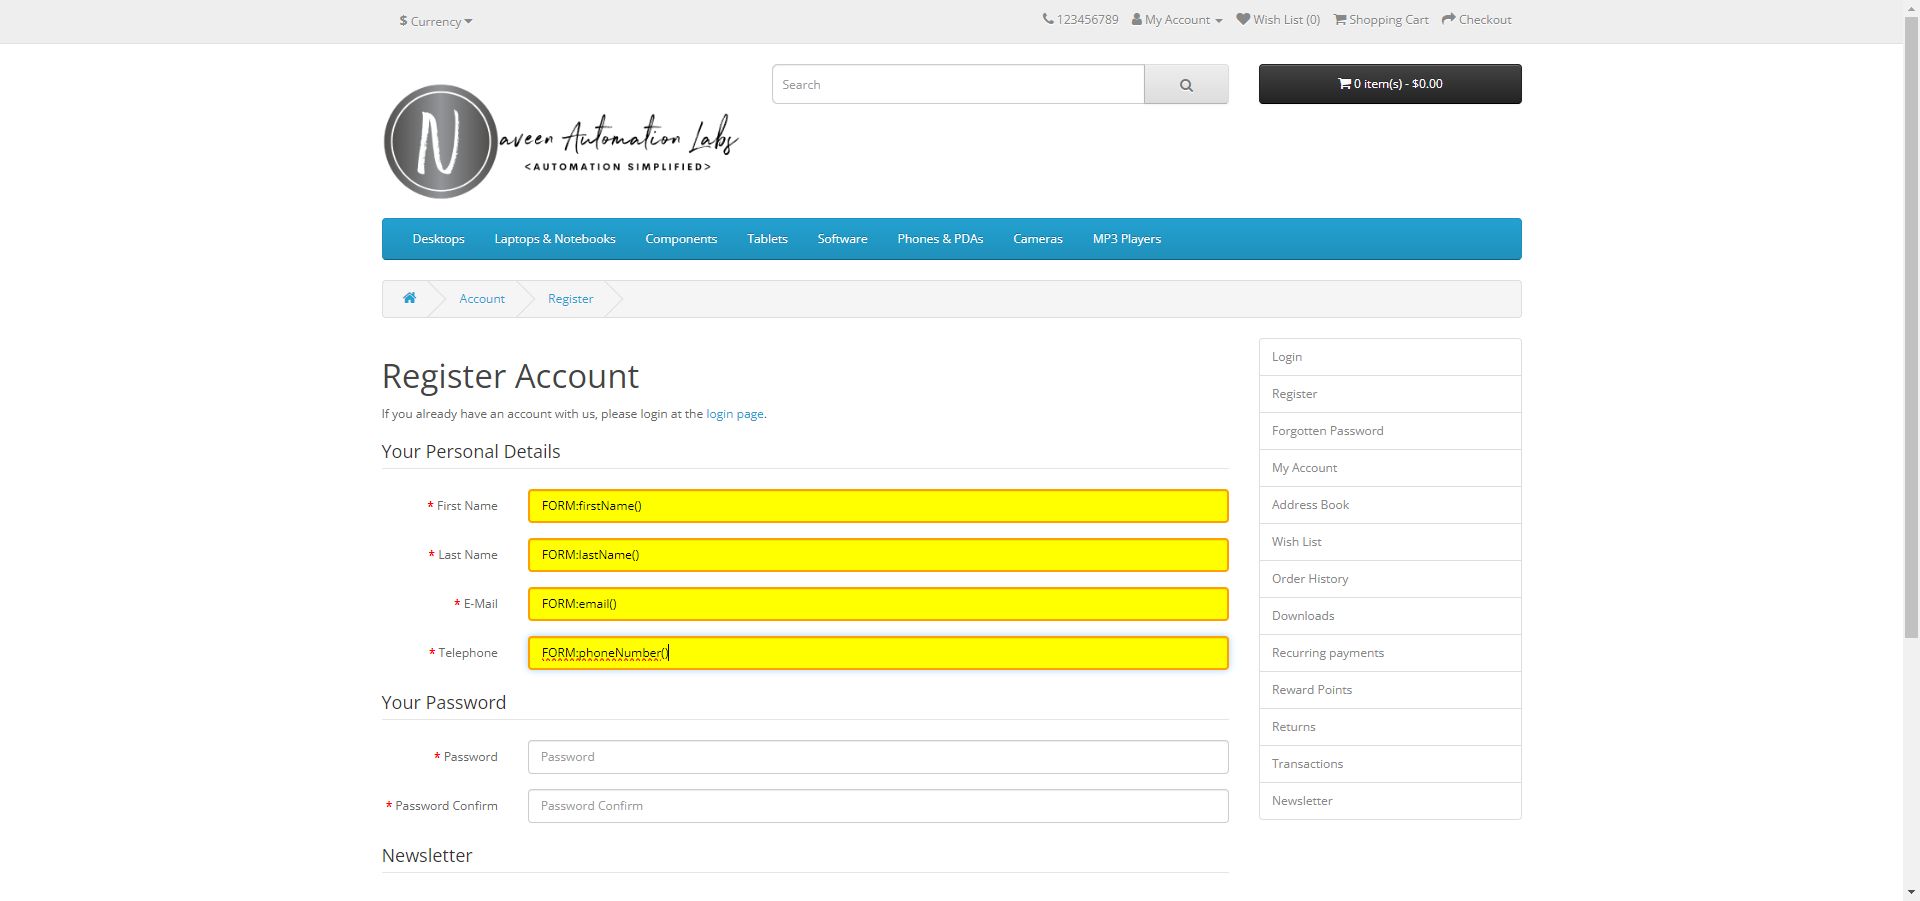 $ Currency
123456789 My Account Wish List (0) Shopping Cart Checkout
Search
0 item(s) - $0.00
N aveen Automation Labs
<AUTOMATION SIMPLIFIED>
Desktops Laptops & Notebooks Components Tablets Software Phones & PDAs Cameras MP3 Players
Account Register
Register Account
If you already have an account with us, please login at the login page.
Your Personal Details
* First Name FORM:firstName()
* Last Name FORM:lastName()
* E-Mail FORM:email()
* Telephone FORM:phoneNumber()
Your Password
* Password Password
* Password Confirm Password Confirm
Newsletter
Login
Register
Forgotten Password
My Account
Address Book
Wish List
Order History
Downloads
Recurring payments
Reward Points
Returns
Transactions
Newsletter